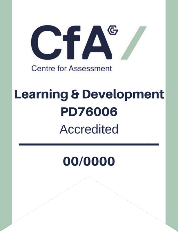 CfA
Centre for Assessment
Learning & Development
PD76006
Accredited
00/0000